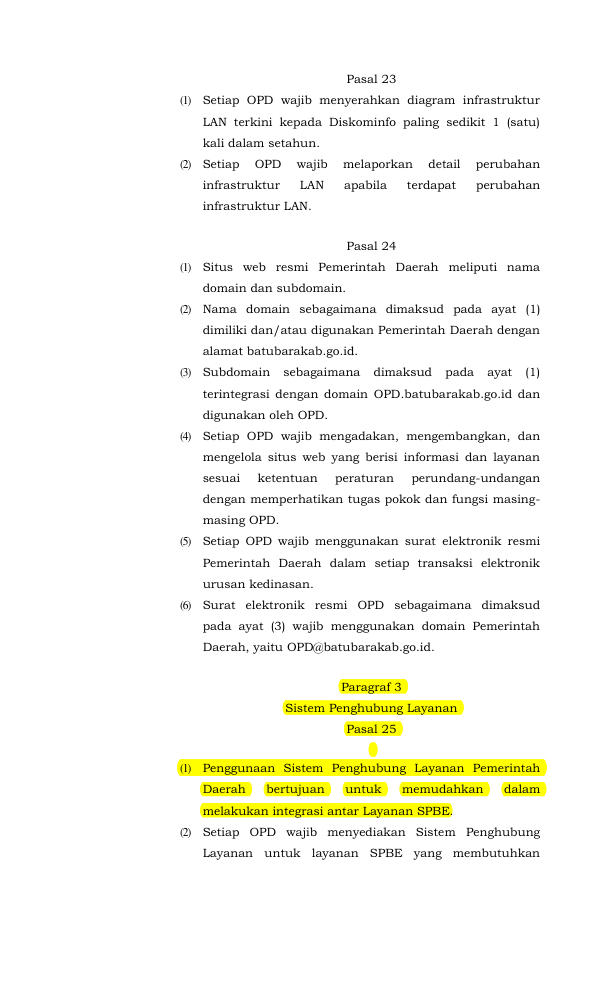 Pasal 23
(1) Setiap OPD wajib menyerahkan diagram infrastruktur
LAN terkini kepada Diskominfo paling sedikit 1 (satu)
kali dalam setahun.
(2) Setiap OPD wajib melaporkan detail perubahan
infrastruktur LAN apabila terdapat perubahan
infrastruktur LAN.
Pasal 24
(1) Situs web resmi Pemerintah Daerah meliputi nama
domain dan subdomain.
(2) Nama domain sebagaimana dimaksud pada ayat (1)
dimiliki dan/atau digunakan Pemerintah Daerah dengan
alamat batubarakab.go.id.
(3) Subdomain sebagaimana dimaksud pada ayat (1)
terintegrasi dengan domain OPD.batubarakab.go.id dan
digunakan oleh OPD.
(4) Setiap OPD wajib mengadakan, mengembangkan, dan
mengelola situs web yang berisi informasi dan layanan
sesuai ketentuan peraturan perundang-undangan
dengan memperhatikan tugas pokok dan fungsi masing-
masing OPD.
(5) Setiap OPD wajib menggunakan surat elektronik resmi
Pemerintah Daerah dalam setiap transaksi elektronik
urusan kedinasan.
(6) Surat elektronik resmi OPD sebagaimana dimaksud
pada ayat (3) wajib menggunakan domain Pemerintah
Daerah, yaitu OPD@batubarakab.go.id.
Paragraf 3
Sistem Penghubung Layanan
Pasal 25
(1) Penggunaan Sistem Penghubung Layanan Pemerintah
Daerah bertujuan untuk memudahkan dalam
melakukan integrasi antar Layanan SPBE.
(2) Setiap OPD wajib menyediakan Sistem Penghubung
Layanan untuk layanan SPBE yang membutuhkan